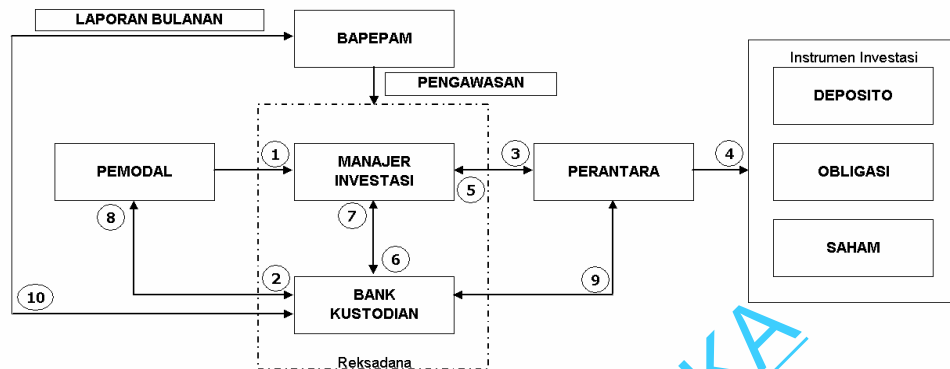 LAPORAN BULANAN
BAPEPAM
PENGAWASAN
Instrumen Investasi
DEPOSITO
OBLIGASI
SAHAM
PEMODAL
1
MANAJER
INVESTASI
3
5
PERANTARA
4
8
7
6
2
BANK
KUSTODIAN
9
10
Reksadana
KA